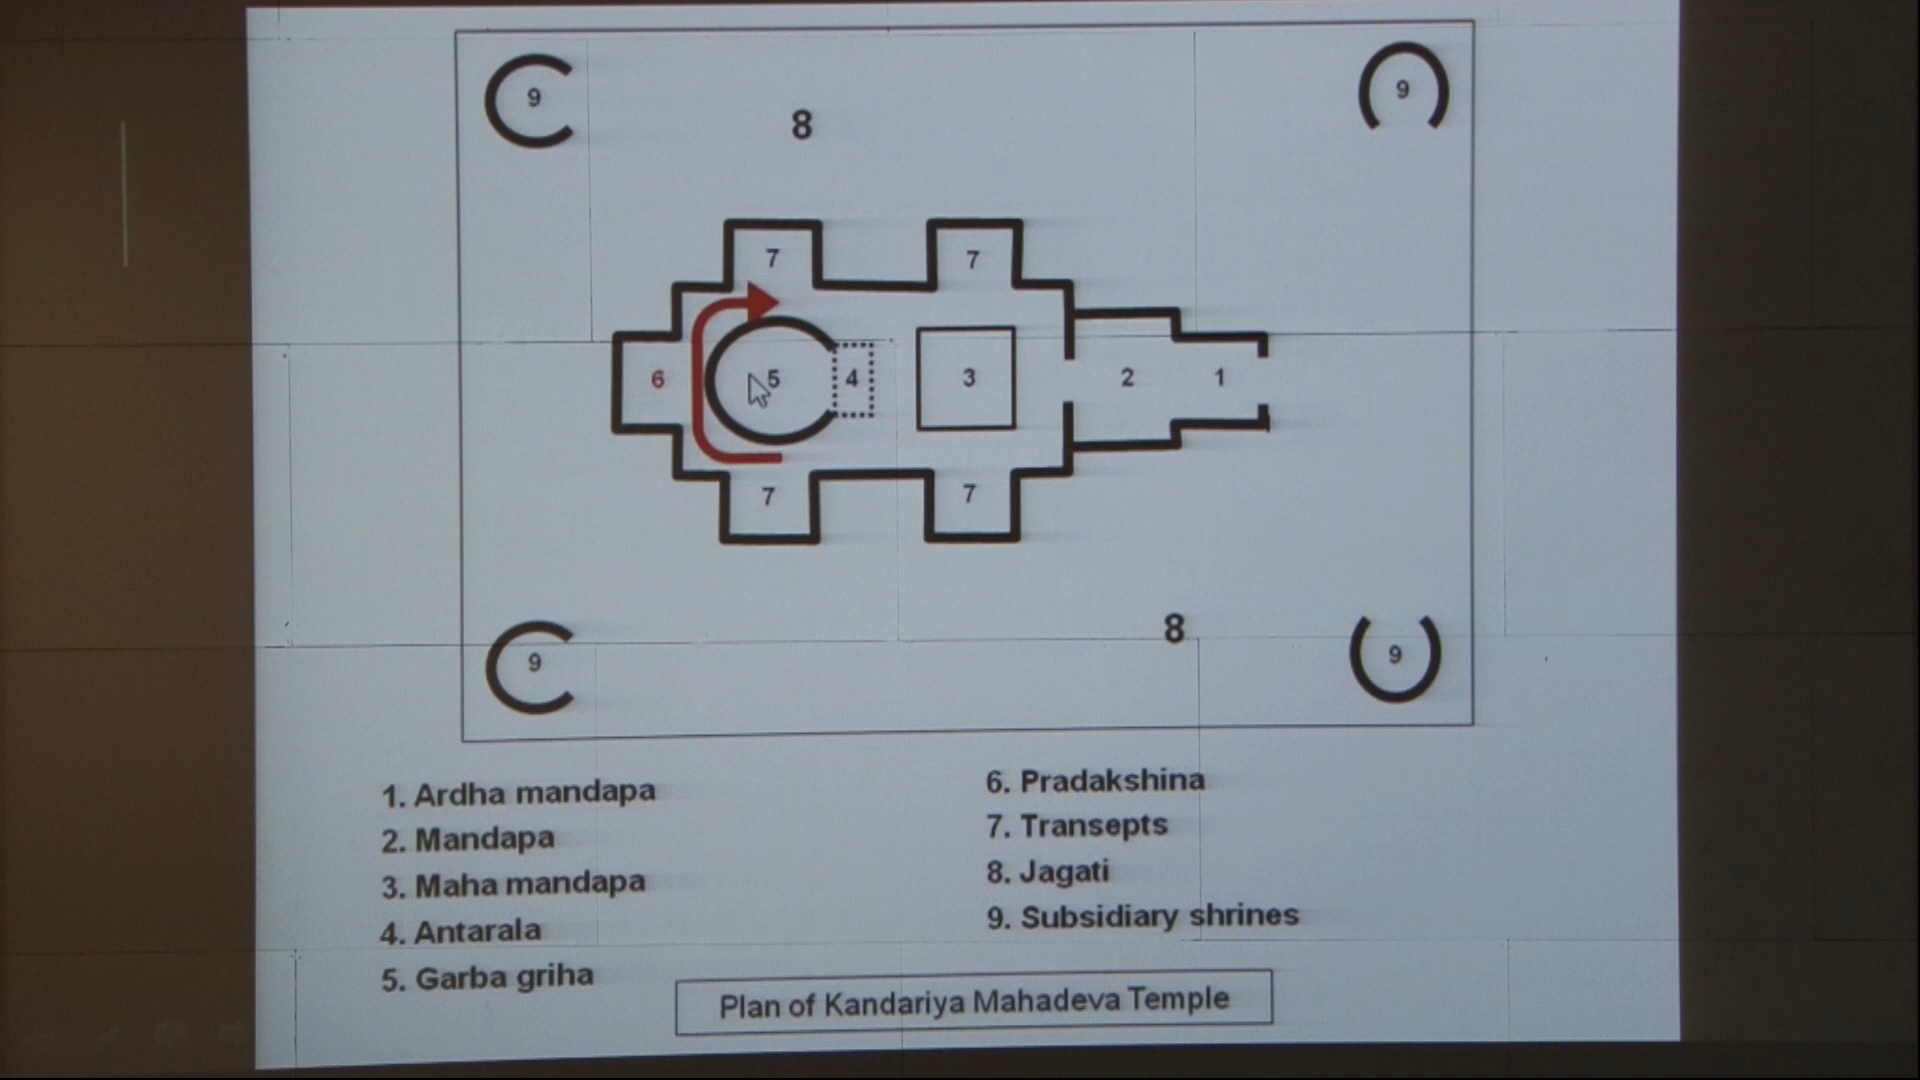 9
9
8
7
7
6
5
4
3
2
1
7
7
8
9
9
1. Ardha mandapa
2. Mandapa
3. Maha mandapa
4. Antarala
5. Garba griha
6. Pradakshina
7. Transepts
8. Jagati
9. Subsidiary shrines
Plan of Kandariya Mahadeva Temple